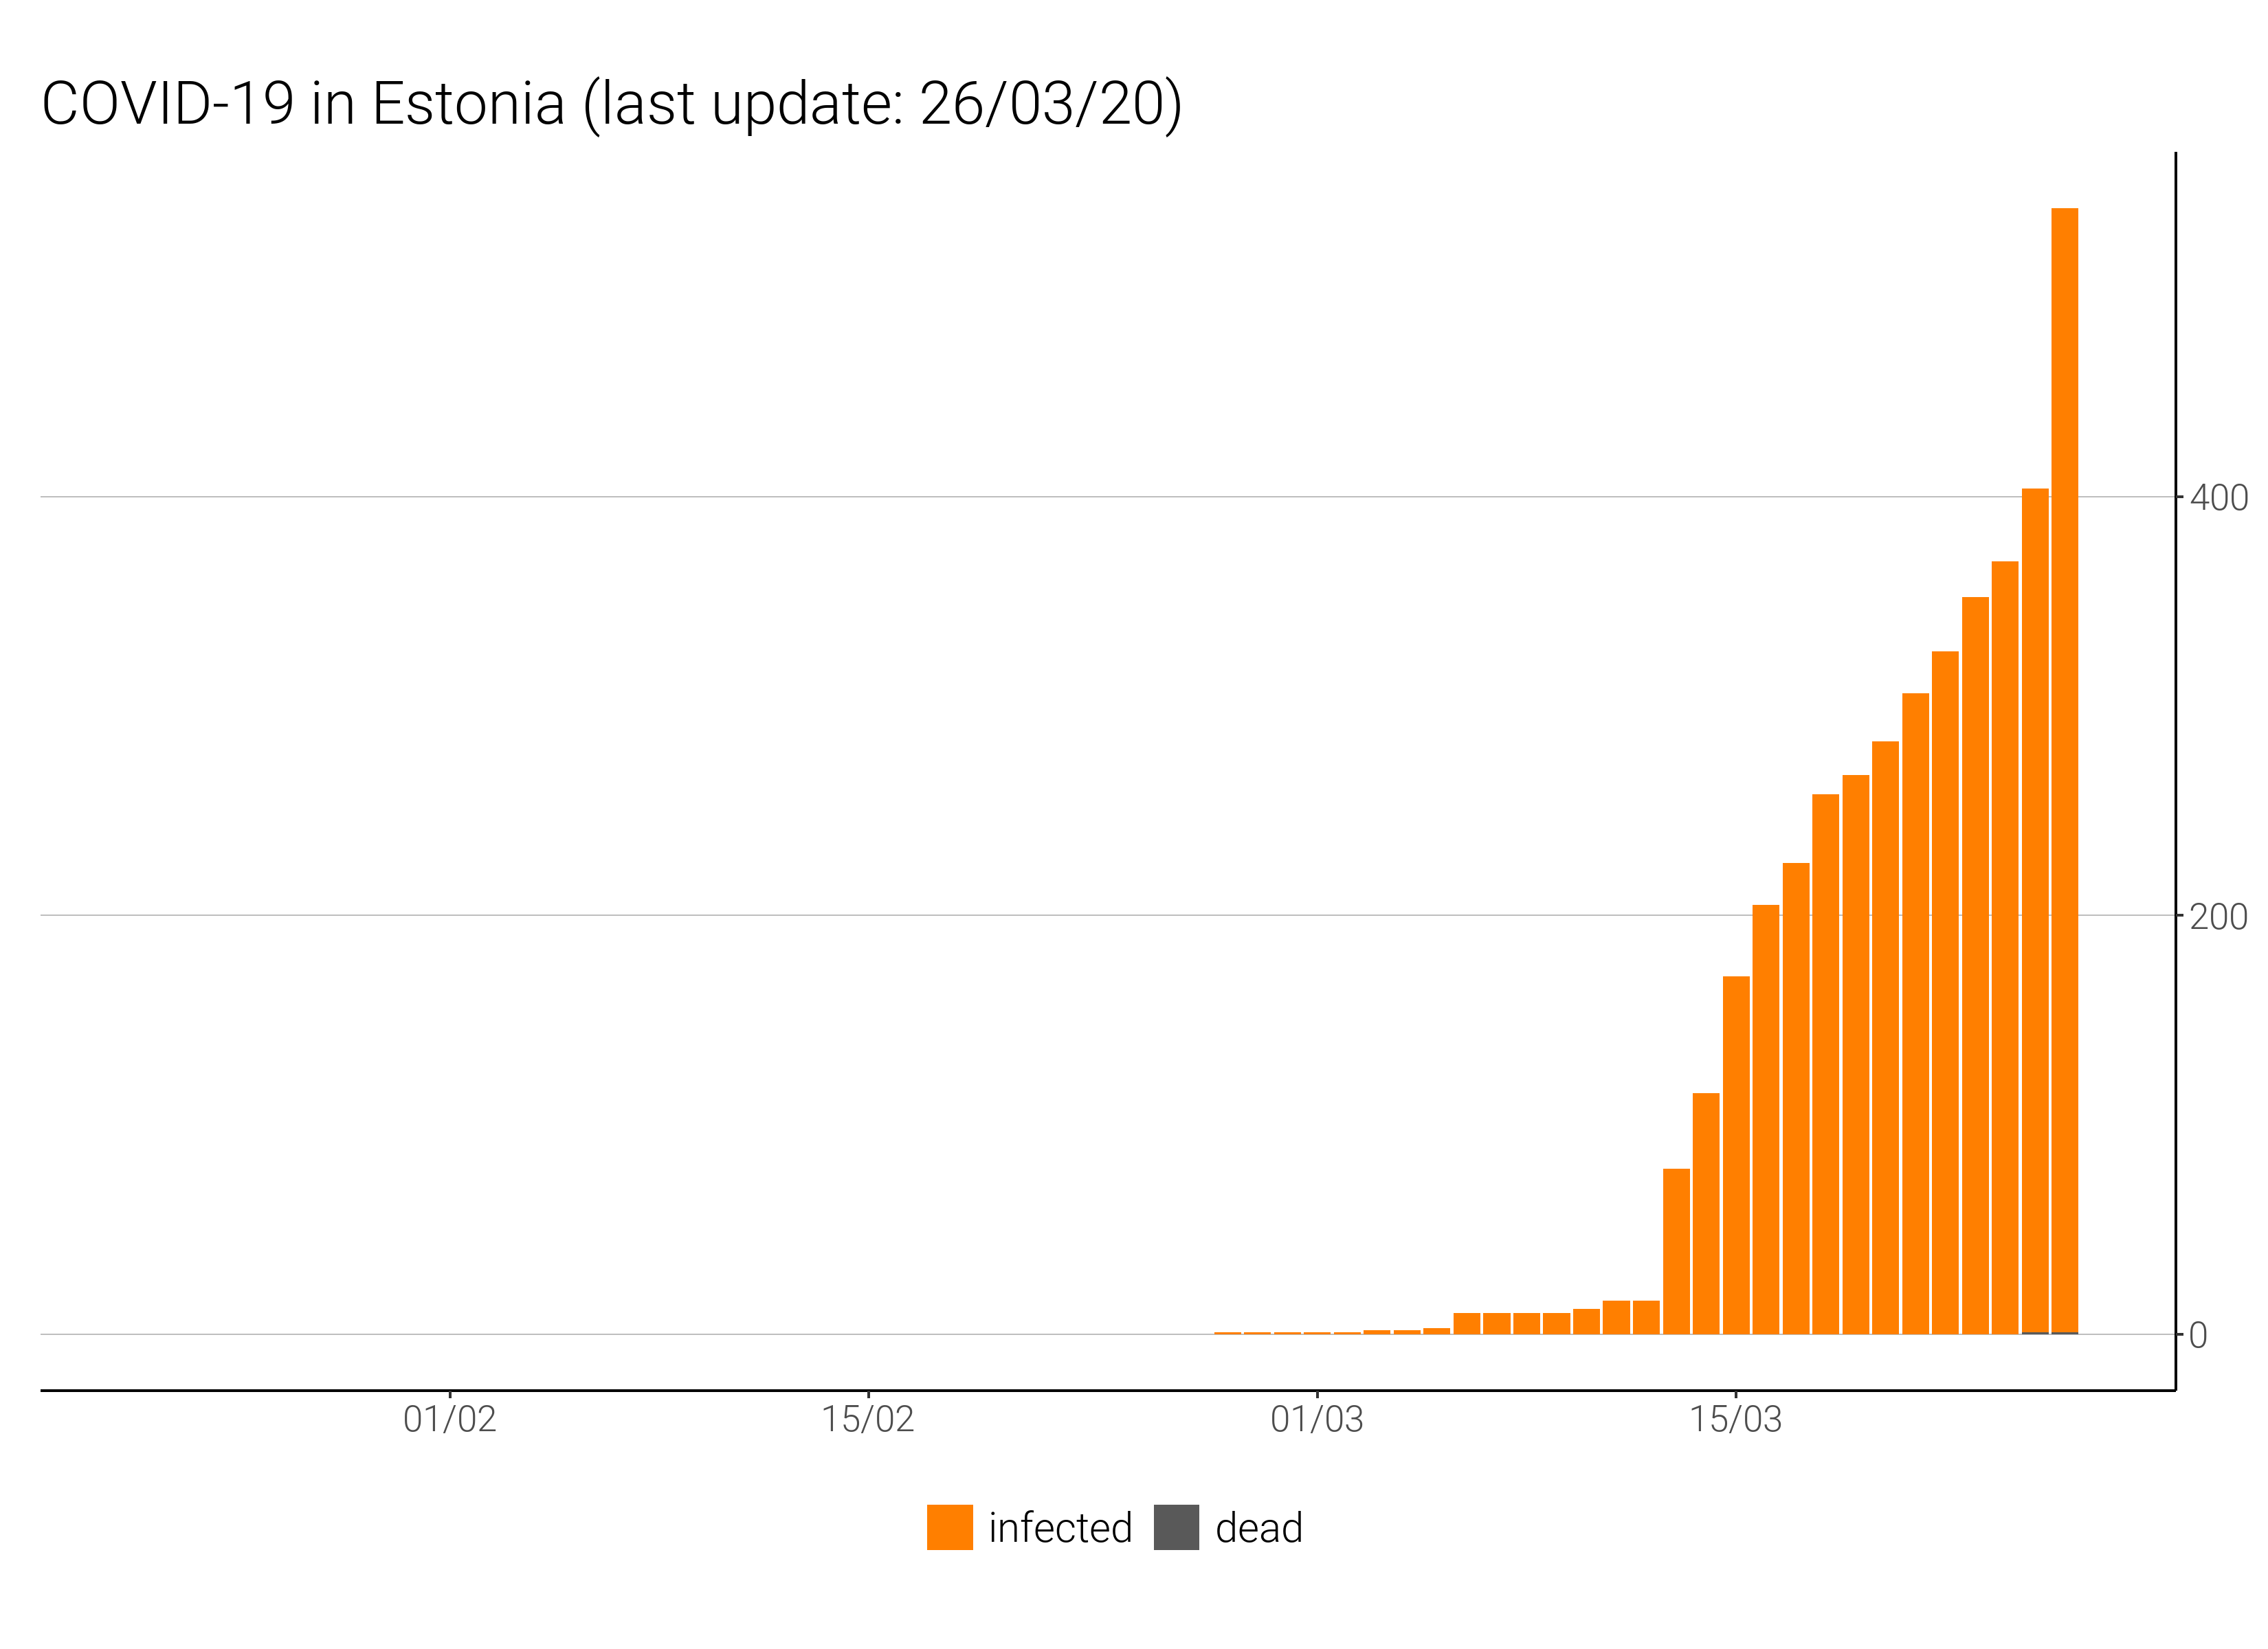 COVID-19 in Estonia (last update: 26/03/20)
400
200
0
01/02 15/02 01/03 15/03
infected dead